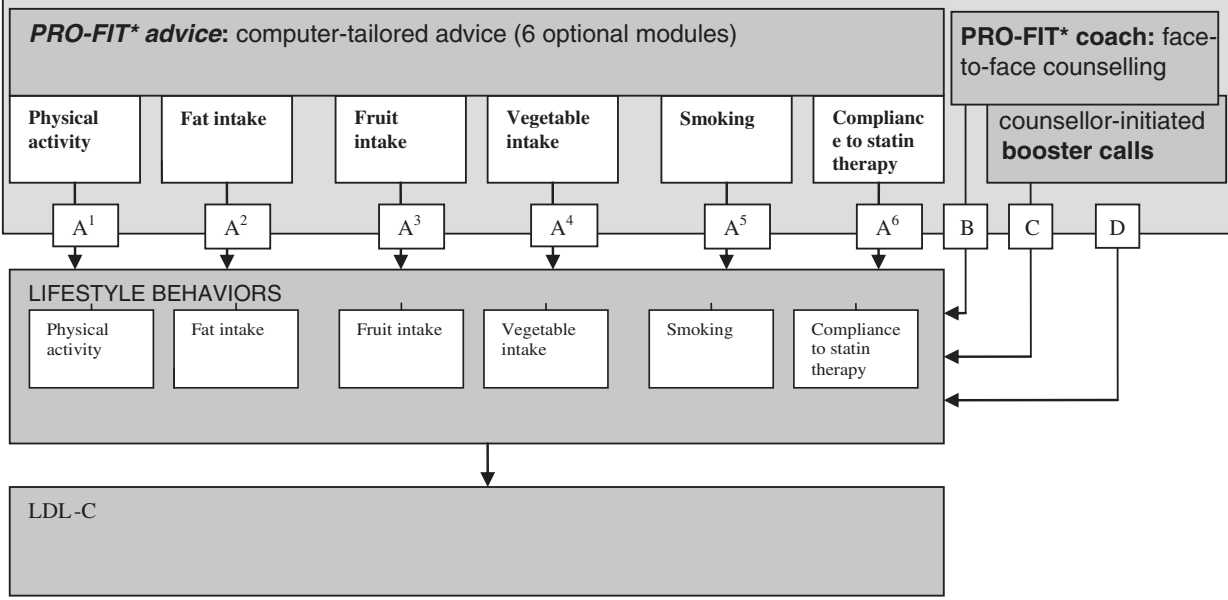 PRO-FIT* advice: computer-tailored advice (6 optional modules)
PRO-FIT* coach: face-
to-face counselling
counsellor-initiated
booster calls
Physical
activity
Fat intake
Fruit
intake
Vegetable
intake
Smoking
Complianc
e to statin
therapy
A¹
A²
A³
A⁴
A⁵
A⁶
B
C
D
LIFESTYLE BEHAVIORS
Physical
activity
Fat intake
Fruit intake
Vegetable
intake
Smoking
Compliance
to statin
therapy
LDL-C